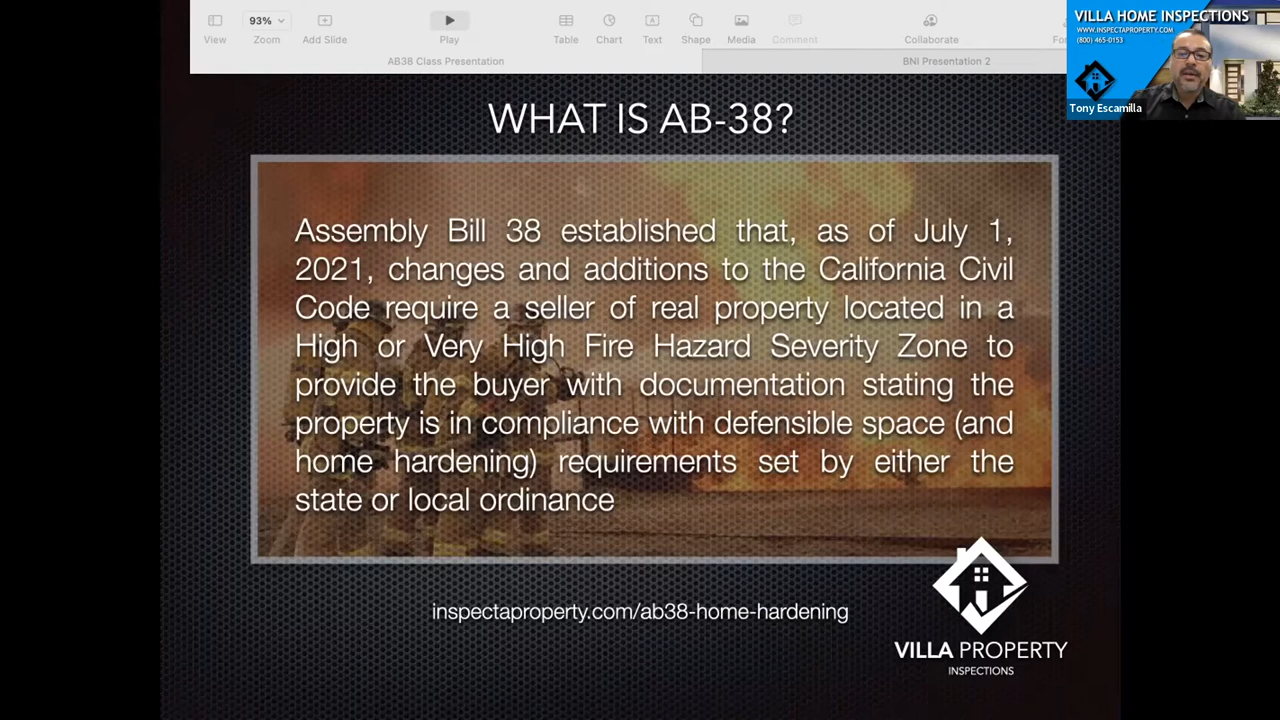 View
93%
Zoom
Add Slide
Play
Table
Chart
Text
Shape
Media
Comment
Collaborate
AB38 Class Presentation
BNI Presentation 2
VILLA HOME INSPECTIONS
WWW.INSPECTAPROPERTY.COM
(800) 465-0153
Tony Escamilla
WHAT IS AB-38?
Assembly Bill 38 established that, as of July 1,
2021, changes and additions to the California Civil
Code require a seller of real property located in a
High or Very High Fire Hazard Severity Zone to
provide the buyer with documentation stating the
property is in compliance with defensible space (and
home hardening) requirements set by either the
state or local ordinance
inspectaproperty.com/ab38-home-hardening
VILLA PROPERTY
INSPECTIONS